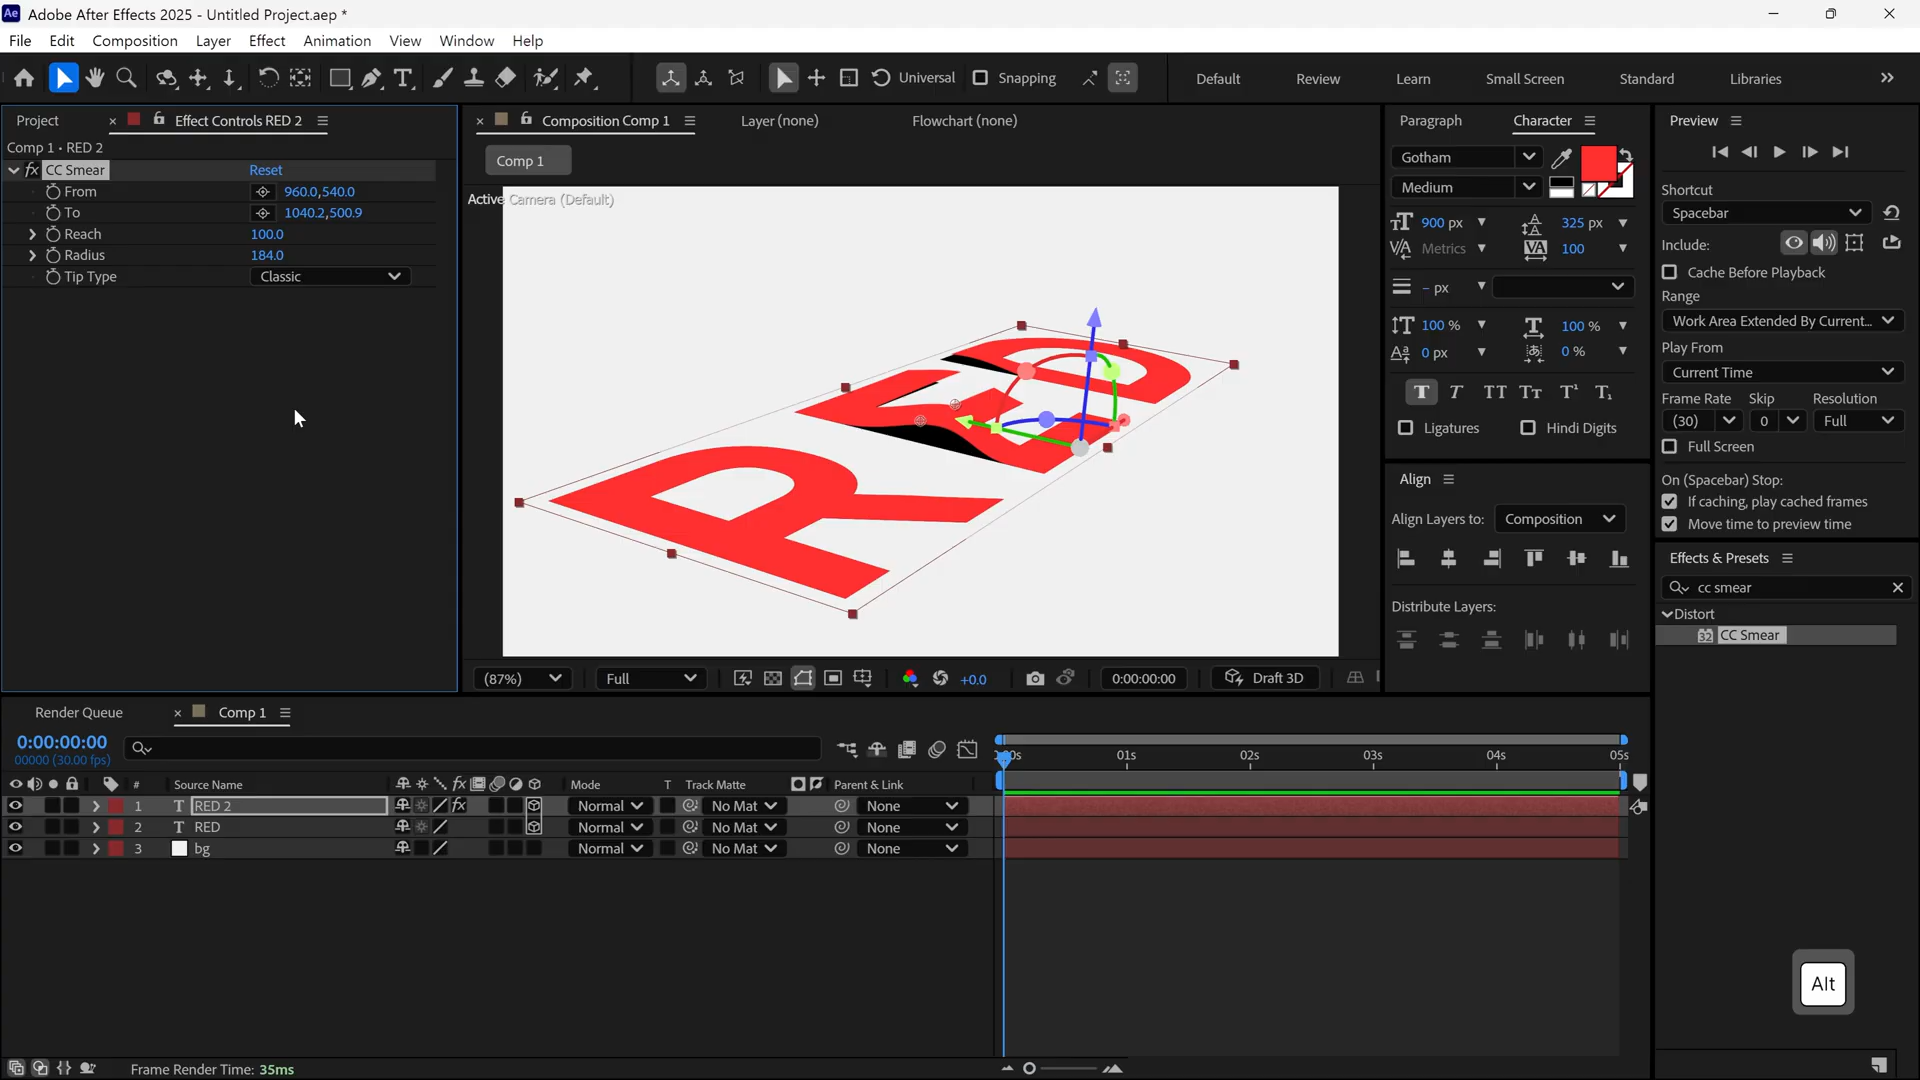 Ae Adobe After Effects 2025 - Untitled Project.aep *
File Edit Composition Layer Effect Animation View Window Help
Universal Snapping Default Review Learn Small Screen Standard Libraries
Project Effect Controls RED 2
Comp 1 • RED 2
fx CC Smear Reset
From 960.0,540.0
To 1040.2,500.9
Reach 100.0
Radius 184.0
Tip Type Classic
Composition Comp 1 Layer (none) Flowchart (none)
Comp 1
Active Camera (Default)
RED
(87%) Full +0.0 0:00:00:00 Draft 3D
Paragraph Character
Gotham
Medium
900 px 325 px
Metrics 100
- px
100 % 100 %
0 px 0 %
T T TT Tт T¹ T₁
Ligatures Hindi Digits
Align
Align Layers to: Composition
Distribute Layers:
Preview
Shortcut
Spacebar
Include:
Cache Before Playback
Range
Work Area Extended By Current...
Play From
Current Time
Frame Rate Skip Resolution
(30) 0 Full
Full Screen
On (Spacebar) Stop:
If caching, play cached frames
Move time to preview time
Effects & Presets
cc smear
Distort
32 CC Smear
Render Queue Comp 1
0:00:00:00
00000 (30.00 fps)
:00s 01s 02s 03s 04s 05s
# Source Name fx Mode T Track Matte Parent & Link
1 T RED 2 fx Normal No Mat None
2 T RED Normal No Mat None
3 bg Normal No Mat None
Alt
Frame Render Time: 35ms